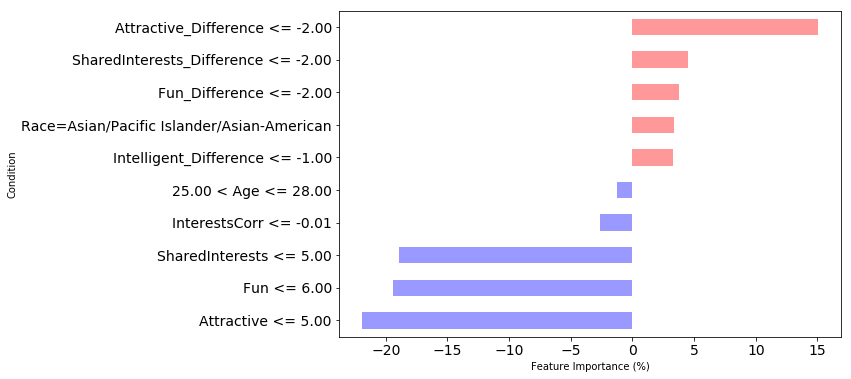 Attractive_Difference <= -2.00
SharedInterests_Difference <= -2.00
Fun_Difference <= -2.00
Race=Asian/Pacific Islander/Asian-American
Intelligent_Difference <= -1.00
25.00 < Age <= 28.00
InterestsCorr <= -0.01
SharedInterests <= 5.00
Fun <= 6.00
Attractive <= 5.00
Condition
−20 −15 −10 −5 0 5 10 15
Feature Importance (%)